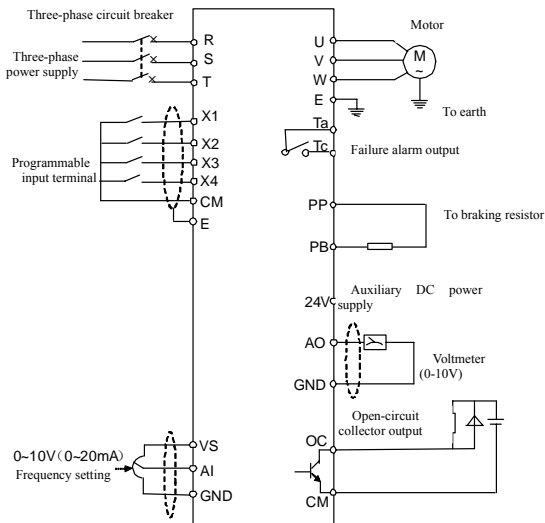 Three-phase circuit breaker
R
Three-phase
power supply
S
T
X1
X2
Programmable
input terminal
X3
X4
CM
E
U
Motor
V
M
~
W
E
To earth
Ta
Tc
Failure alarm output
PP
To braking resistor
PB
24V
Auxiliary DC power
supply
AO
Voltmeter
(0-10V)
GND
Open-circuit
collector output
OC
CM
VS
0~10V(0~20mA)
AI
Frequency setting
GND